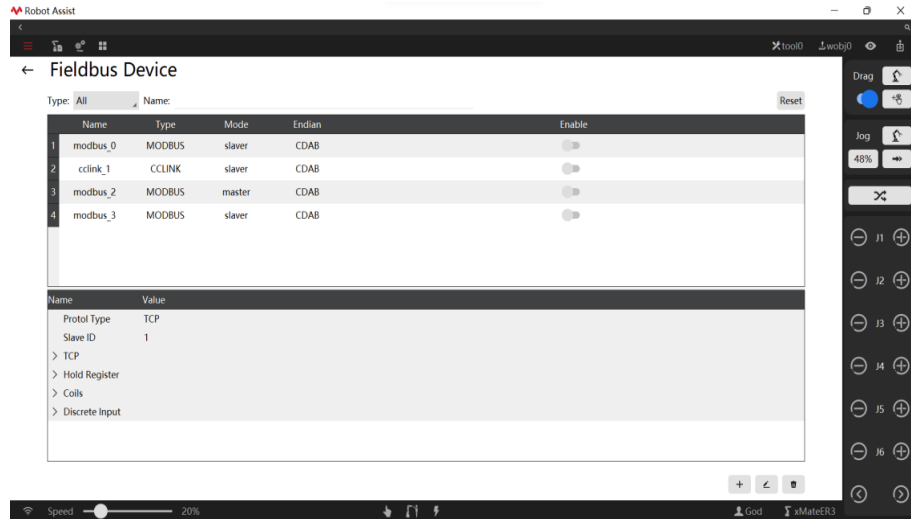 Robot Assist
tool0 wobj0
Fieldbus Device
Type: All Name: Reset
Name Type Mode Endian Enable
1 modbus_0 MODBUS slaver CDAB
2 cclink_1 CCLINK slaver CDAB
3 modbus_2 MODBUS master CDAB
4 modbus_3 MODBUS slaver CDAB
Name Value
Protol Type TCP
Slave ID 1
TCP
Hold Register
Coils
Discrete Input
Drag
Jog
48%
J1
J2
J3
J4
J5
J6
Speed 20% God xMateER3